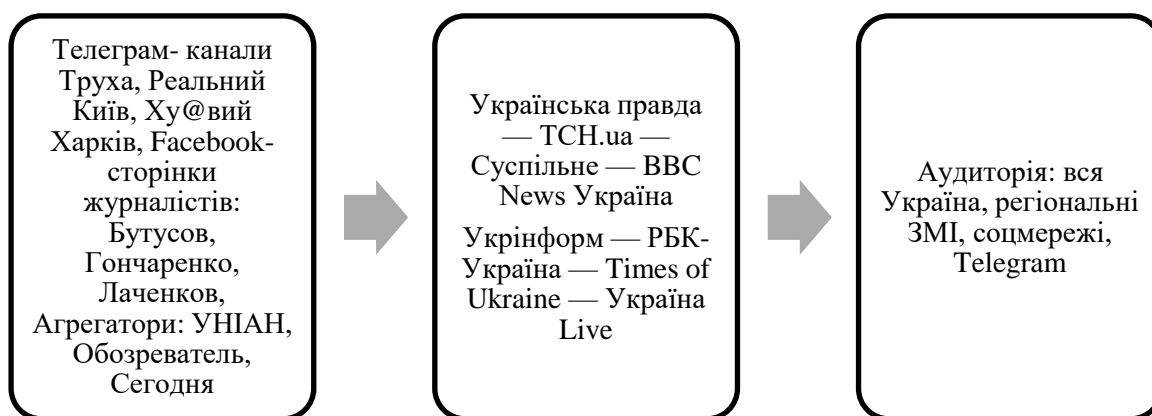 Телеграм- канали
Труха, Реальний
Київ, Ху@вий
Харків, Facebook-
сторінки
журналістів:
Бутусов,
Гончаренко,
Лаченков,
Агрегатори: УНІАН,
Обозреватель,
Сегодня
Українська правда
— ТСН.ua —
Суспільне — BBC
News Україна
Укрінформ — РБК-
Україна — Times of
Ukraine — Україна
Live
Аудиторія: вся
Україна, регіональні
ЗМІ, соцмережі,
Telegram